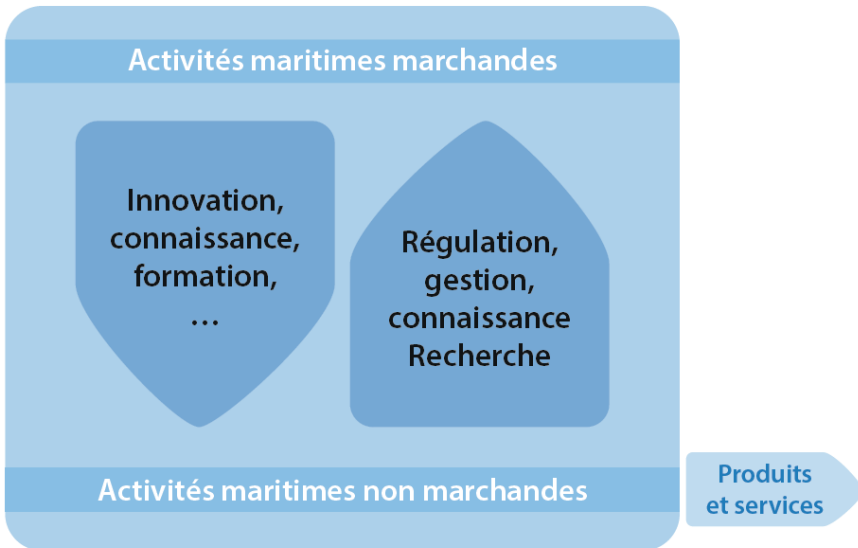 Activités maritimes marchandes
Innovation,
connaissance,
formation,
...
Régulation,
gestion,
connaissance
Recherche
Activités maritimes non marchandes
Produits
et services